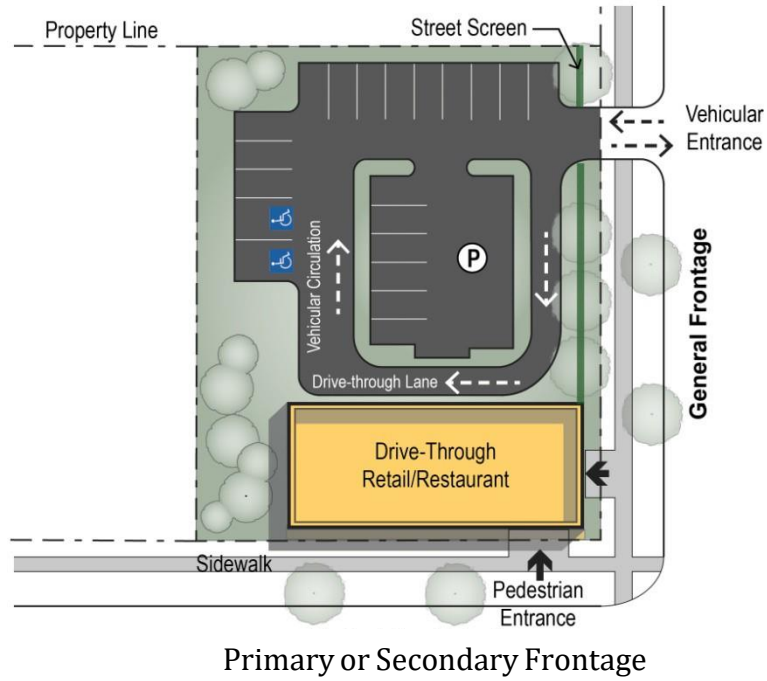 Property Line
Street Screen
Vehicular
Entrance
Vehicular Circulation
P
General Frontage
Drive-through Lane
Drive-Through
Retail/Restaurant
Sidewalk
Pedestrian
Entrance
Primary or Secondary Frontage